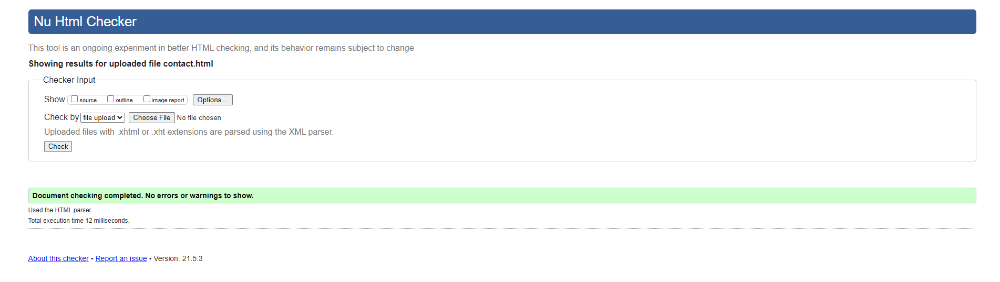 Nu Html Checker
This tool is an ongoing experiment in better HTML checking, and its behavior remains subject to change
Showing results for uploaded file contact.html
Checker Input
Show source outline image report Options...
Check by file upload Choose File No file chosen
Uploaded files with .xhtml or .xht extensions are parsed using the XML parser.
Check
Document checking completed. No errors or warnings to show.
Used the HTML parser.
Total execution time 12 milliseconds.
About this checker • Report an issue • Version: 21.5.3